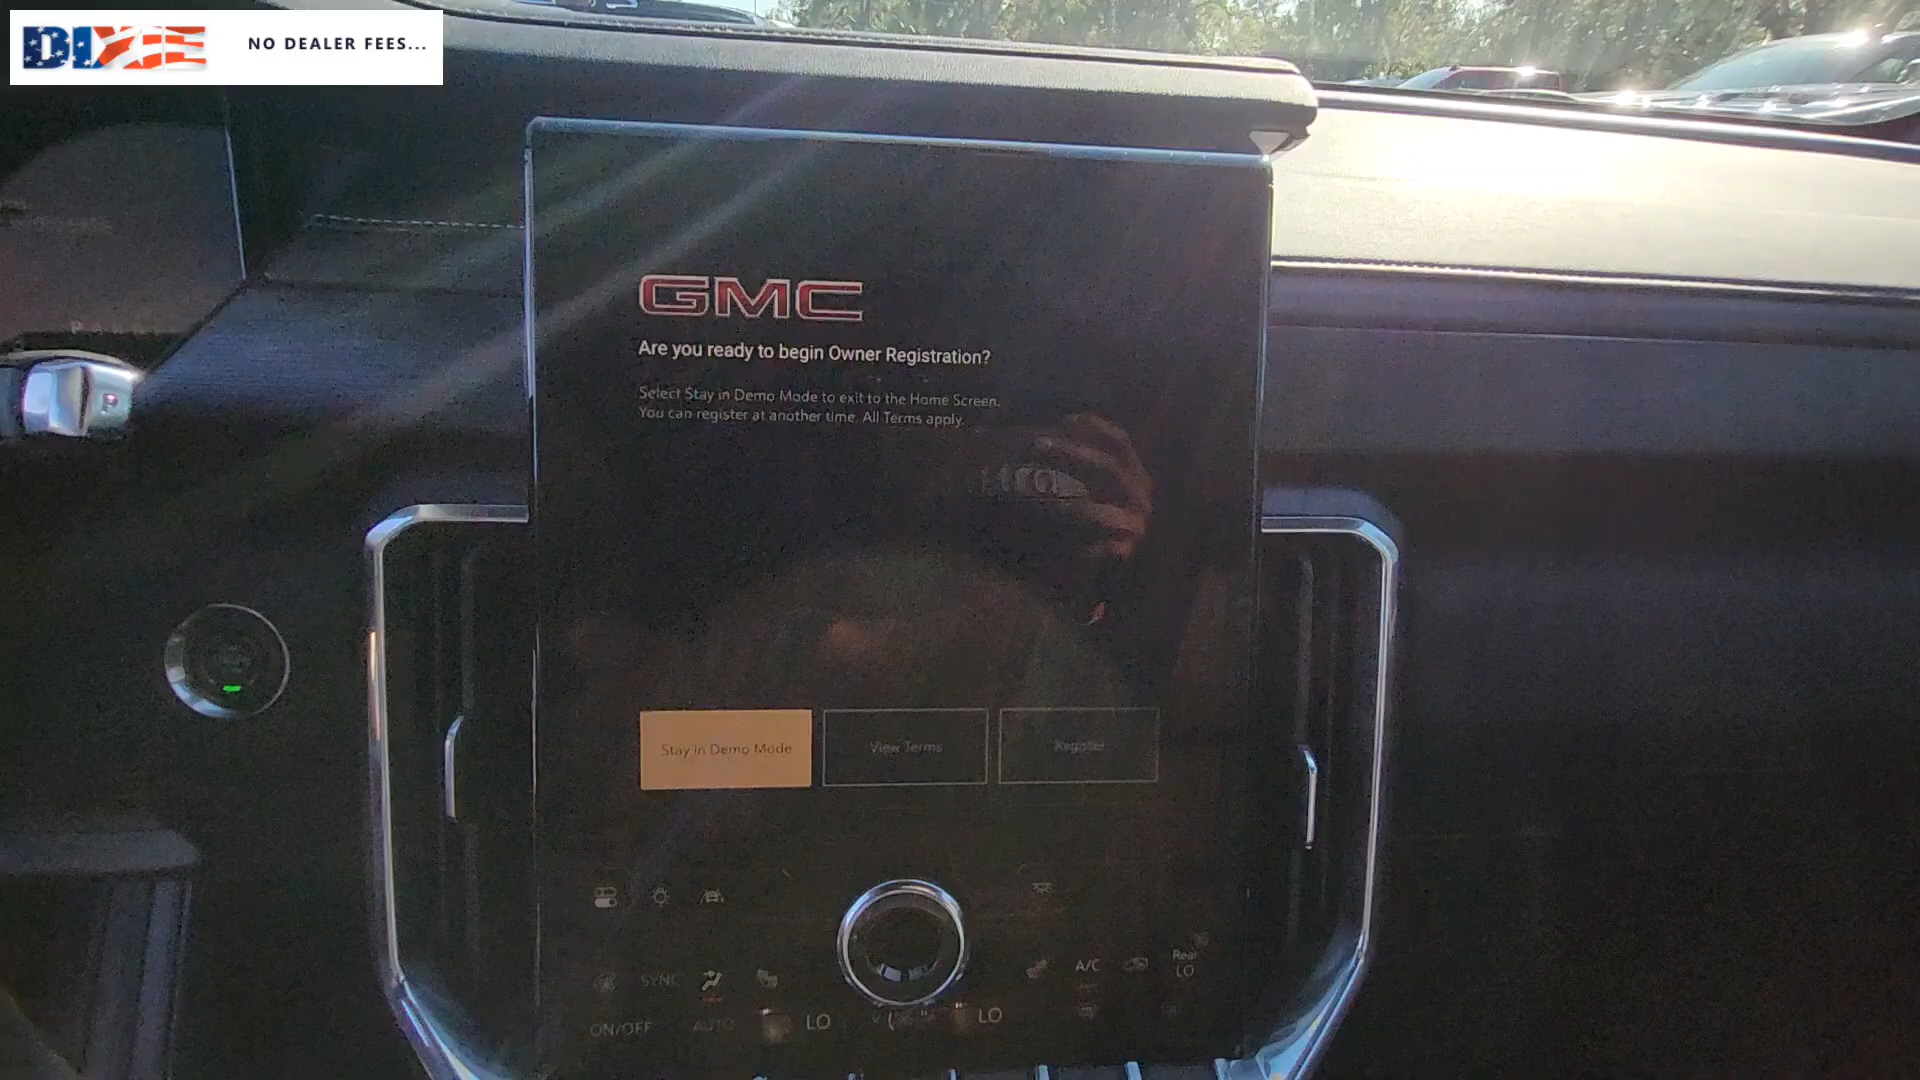 DIXIE
NO DEALER FEES...
GMC
Are you ready to begin Owner Registration?
Select Stay in Demo Mode to exit to the Home Screen.
You can register at another time. All Terms apply.
P
Stay in Demo Mode
View Terms
Register
SYNC
A/C
Rear
LO
ON/OFF
AUTO
LO
LO